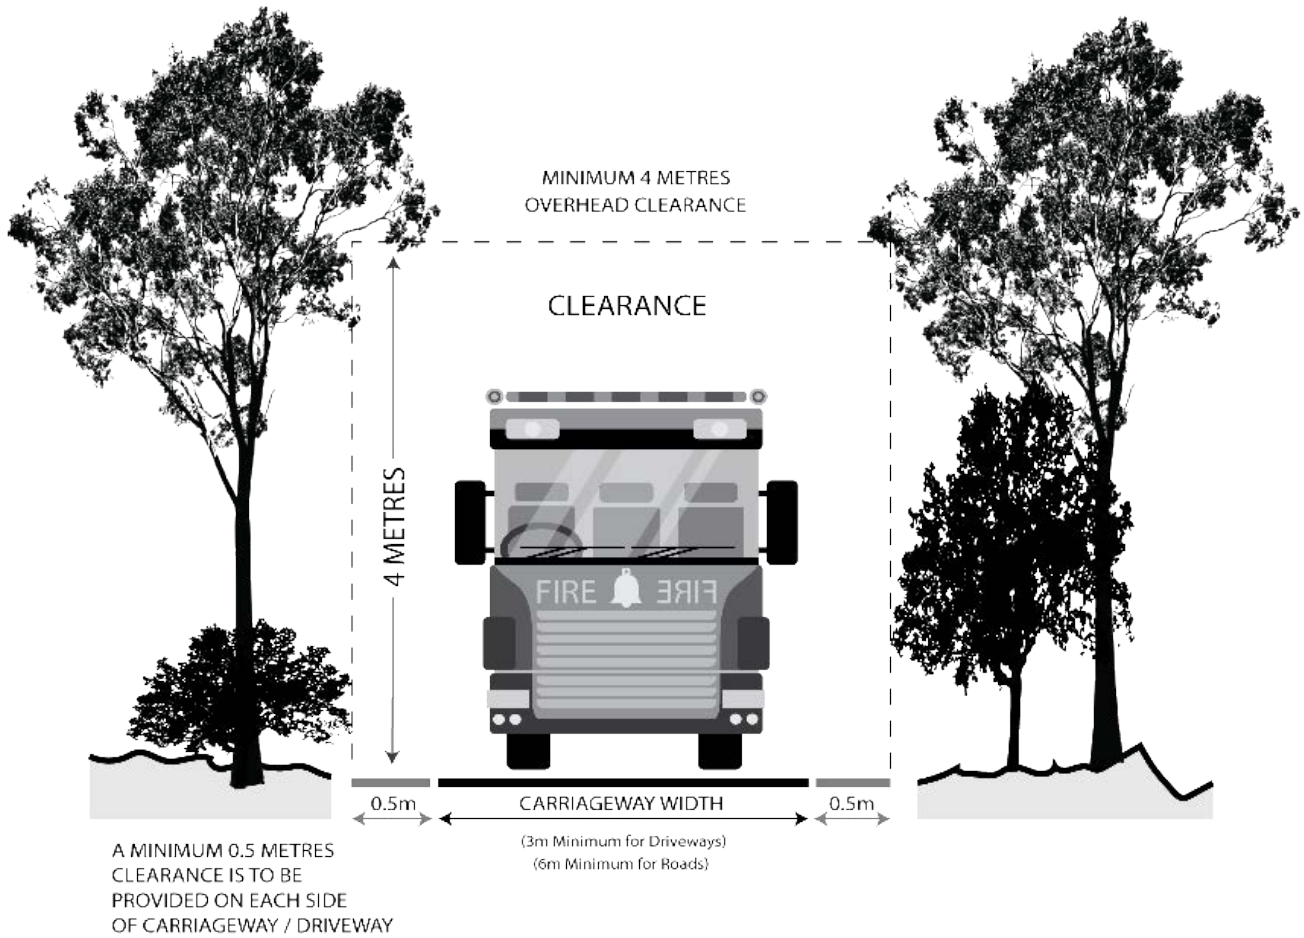 MINIMUM 4 METRES
OVERHEAD CLEARANCE
CLEARANCE
4 METRES
FIRE FIRE
0.5m
CARRIAGEWAY WIDTH
0.5m
(3m Minimum for Driveways)
(6m Minimum for Roads)
A MINIMUM 0.5 METRES
CLEARANCE IS TO BE
PROVIDED ON EACH SIDE
OF CARRIAGEWAY / DRIVEWAY